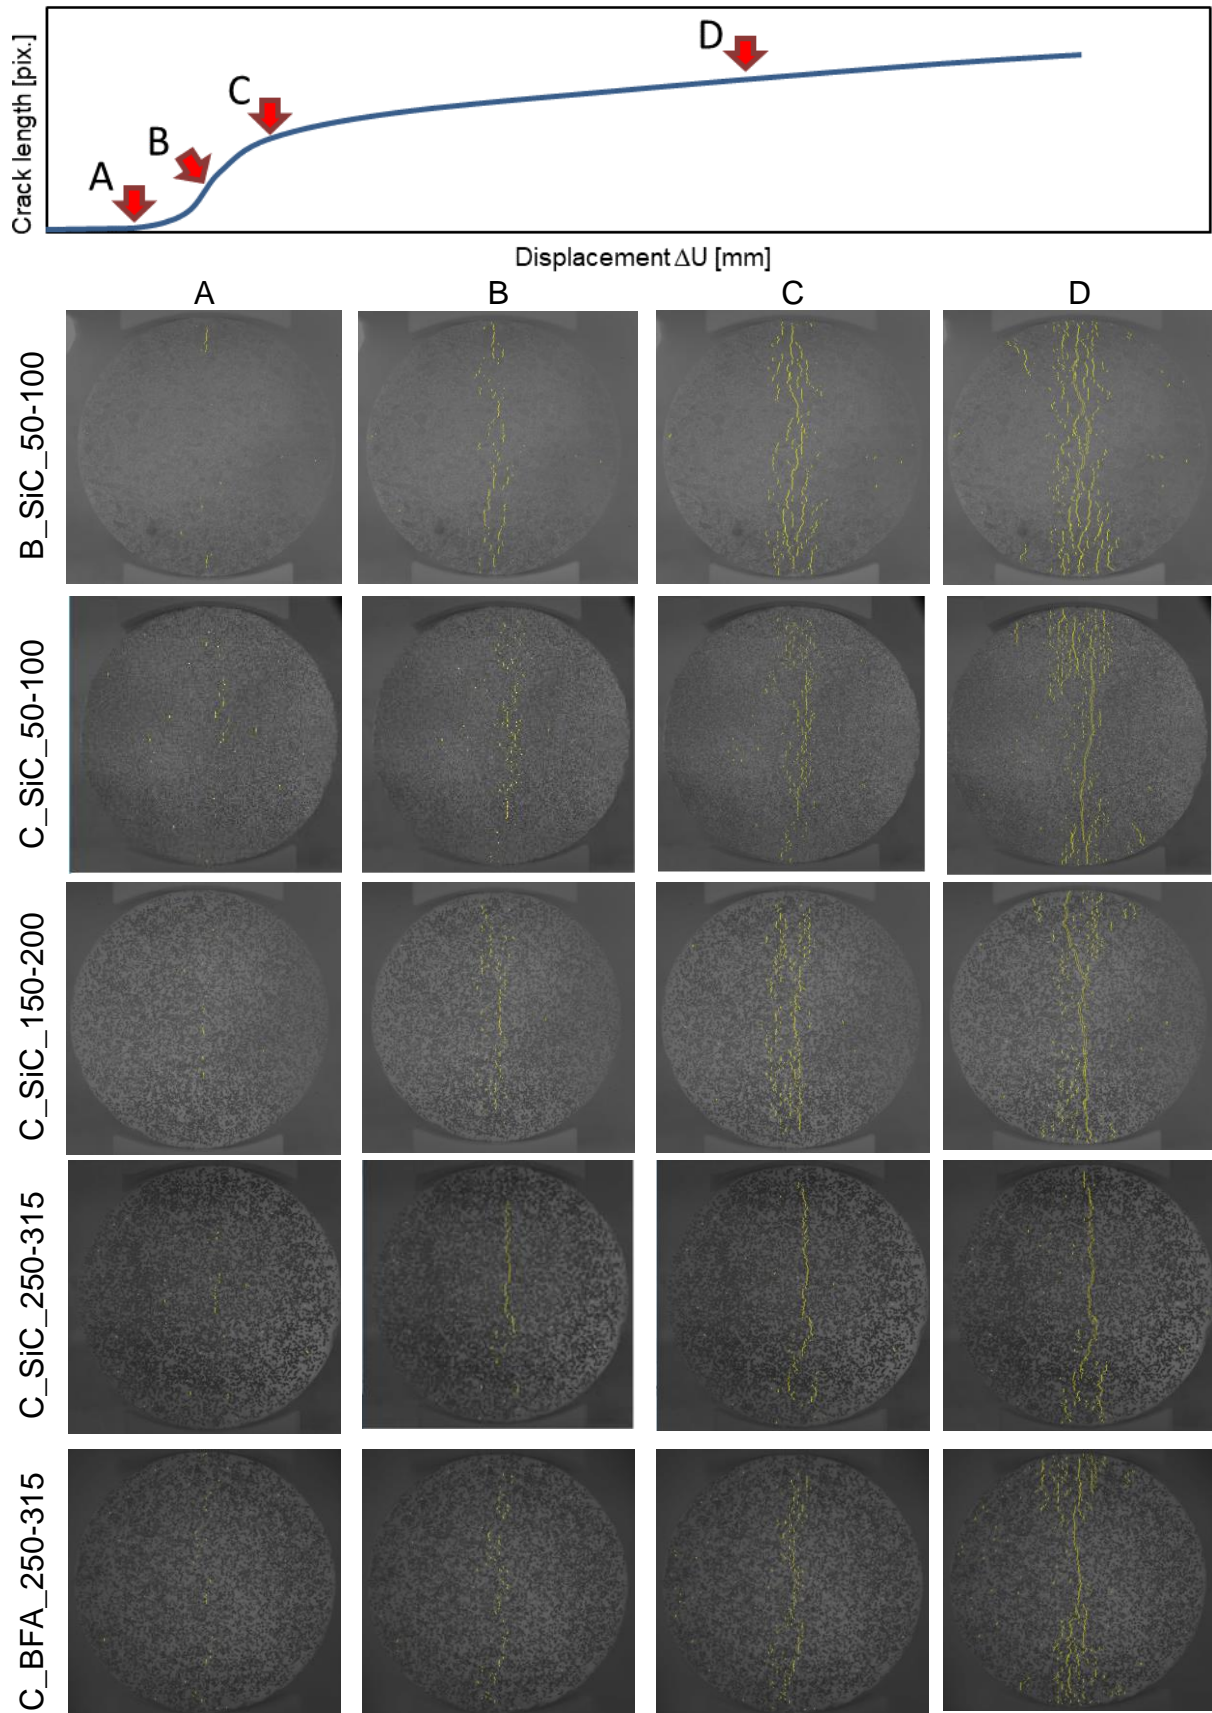 Crack length [pix.]
A
B
C
D
Displacement ΔU [mm]
A B C D
B_SiC_50-100
C_SiC_50-100
C_SiC_150-200
C_SiC_250-315
C_BFA_250-315